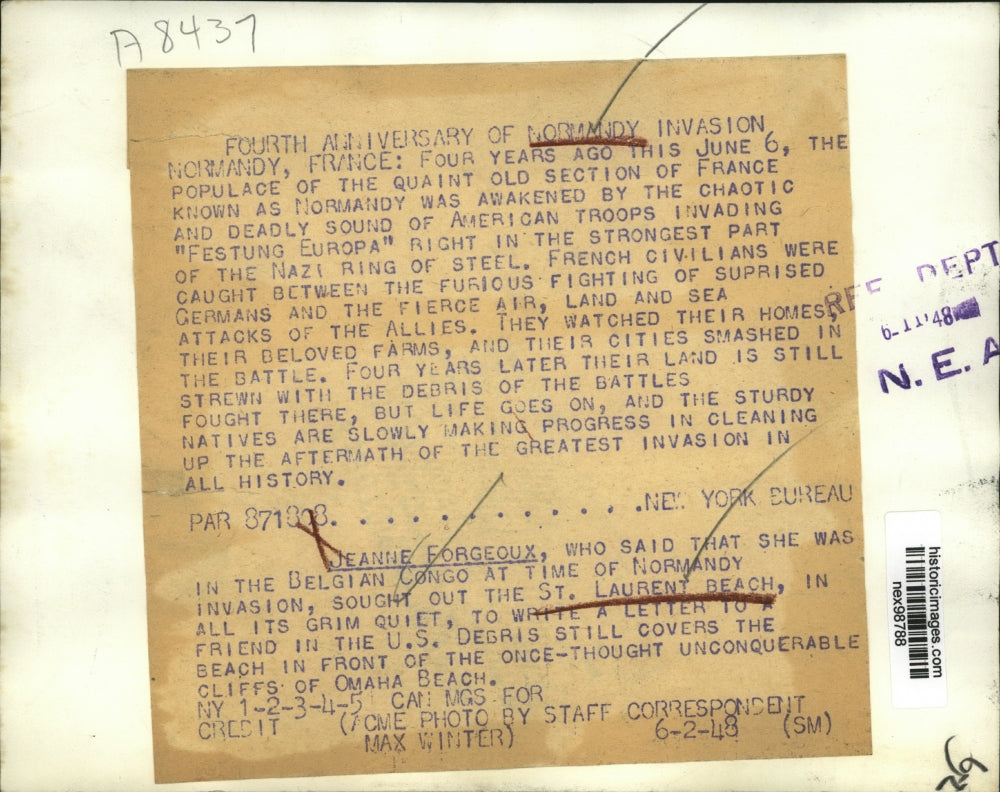 A 8437
FOURTH ANNIVERSARY OF NORMANDY INVASION
NORMANDY, FRANCE: FOUR YEARS AGO THIS JUNE 6, THE
POPULACE OF THE QUAINT OLD SECTION OF FRANCE
KNOWN AS NORMANDY WAS AWAKENED BY THE CHAOTIC
AND DEADLY SOUND OF AMERICAN TROOPS INVADING
"FESTUNG EUROPA" RIGHT IN THE STRONGEST PART
OF THE NAZI RING OF STEEL. FRENCH CIVILIANS WERE
CAUGHT BETWEEN THE FURIOUS FIGHTING OF SUPRISED
GERMANS AND THE FIERCE AIR, LAND AND SEA
ATTACKS OF THE ALLIES. THEY WATCHED THEIR HOMES,
THEIR BELOVED FARMS, AND THEIR CITIES SMASHED IN
THE BATTLE. FOUR YEARS LATER THEIR LAND IS STILL
STREWN WITH THE DEBRIS OF THE BATTLES
FOUGHT THERE, BUT LIFE GOES ON, AND THE STURDY
NATIVES ARE SLOWLY MAKING PROGRESS IN CLEANING
UP THE AFTERMATH OF THE GREATEST INVASION IN
ALL HISTORY.
PAR 871808. . . . . . . . . . . . . .NEW YORK BUREAU
JEANNE FORGEOUX, WHO SAID THAT SHE WAS
IN THE BELGIAN CONGO AT TIME OF NORMANDY
INVASION, SOUGHT OUT THE ST. LAURENT BEACH, IN
ALL ITS GRIM QUIET, TO WRITE A LETTER TO A
FRIEND IN THE U.S. DEBRIS STILL COVERS THE
BEACH IN FRONT OF THE ONCE-THOUGHT UNCONQUERABLE
CLIFFS OF OMAHA BEACH.
NY 1-2-3-4-5 CAN MGS FOR
CREDIT (ACME PHOTO BY STAFF CORRESPONDENT
MAX WINTER) 6-2-48 (SM)
REF DEPT
6-11-48
N. E. A
historicimages.com
nex98788